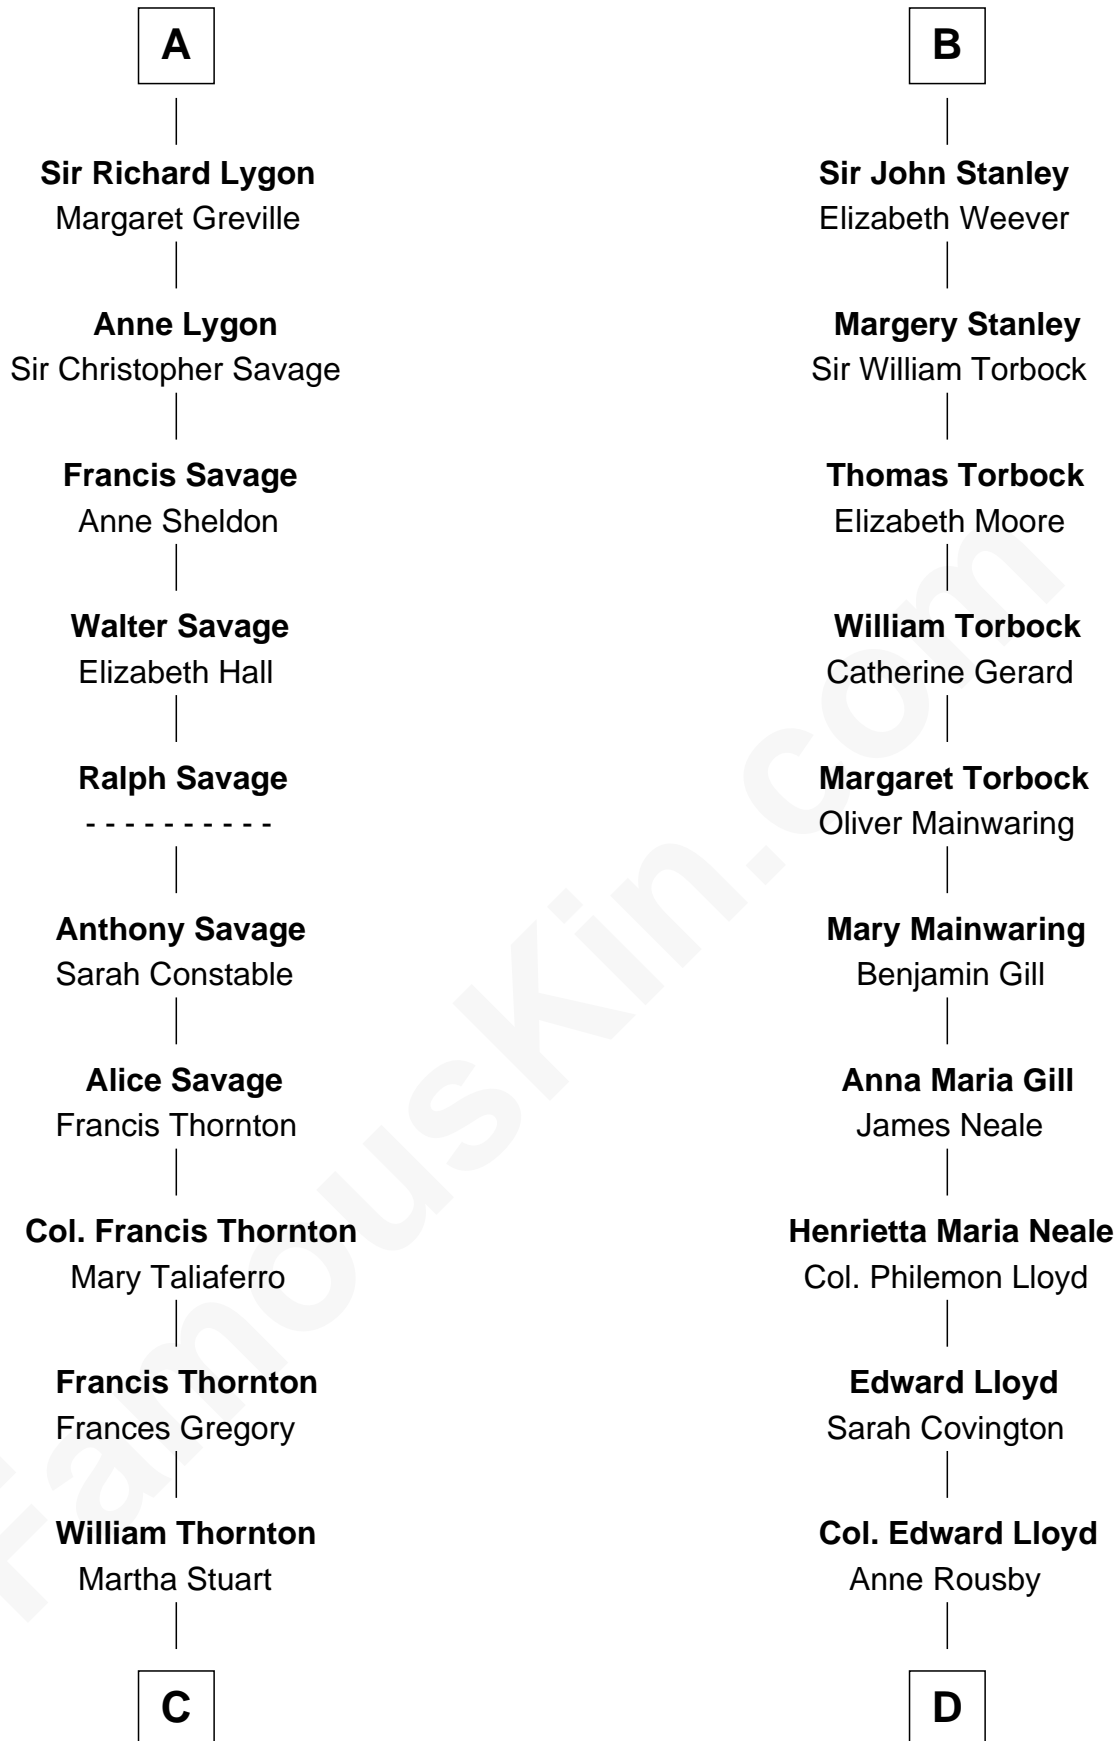 A
Sir Richard Lygon
Margaret Greville
Anne Lygon
Sir Christopher Savage
Francis Savage
Anne Sheldon
Walter Savage
Elizabeth Hall
Ralph Savage
- - - - - - - - - -
Anthony Savage
Sarah Constable
Alice Savage
Francis Thornton
Col. Francis Thornton
Mary Taliaferro
Francis Thornton
Frances Gregory
William Thornton
Martha Stuart
C
B
Sir John Stanley
Elizabeth Weever
Margery Stanley
Sir William Torbock
Thomas Torbock
Elizabeth Moore
William Torbock
Catherine Gerard
Margaret Torbock
Oliver Mainwaring
Mary Mainwaring
Benjamin Gill
Anna Maria Gill
James Neale
Henrietta Maria Neale
Col. Philemon Lloyd
Edward Lloyd
Sarah Covington
Col. Edward Lloyd
Anne Rousby
D
FamousKin.com